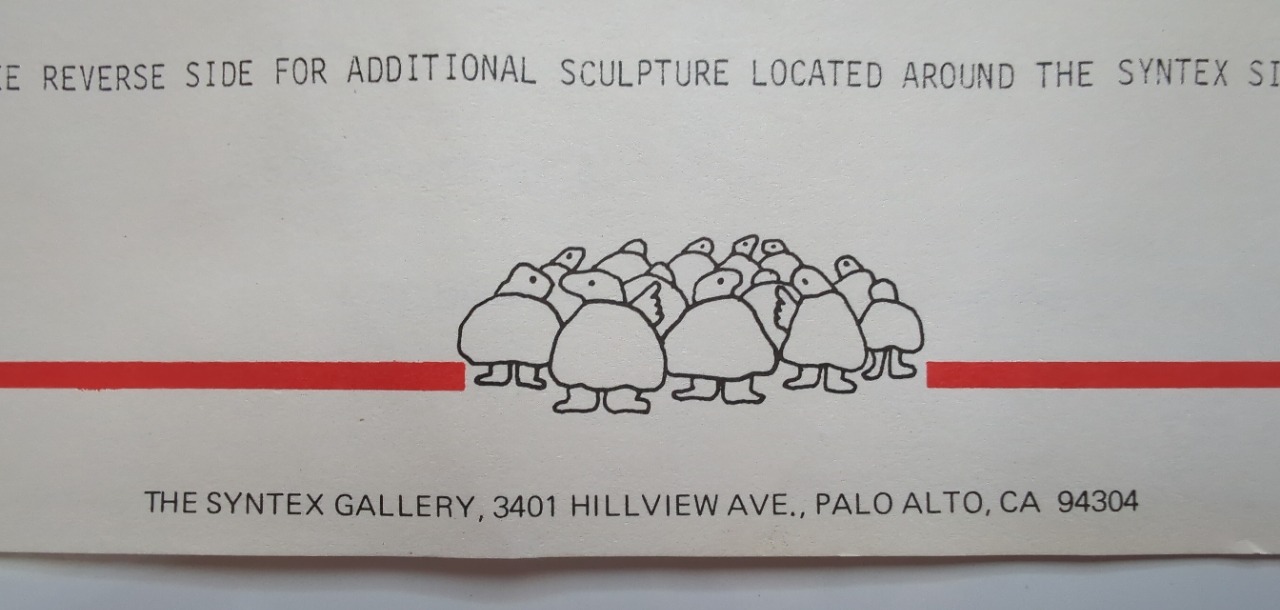 REVERSE SIDE FOR ADDITIONAL SCULPTURE LOCATED AROUND THE SYNTEX
THE SYNTEX GALLERY, 3401 HILLVIEW AVE., PALO ALTO, CA 94304